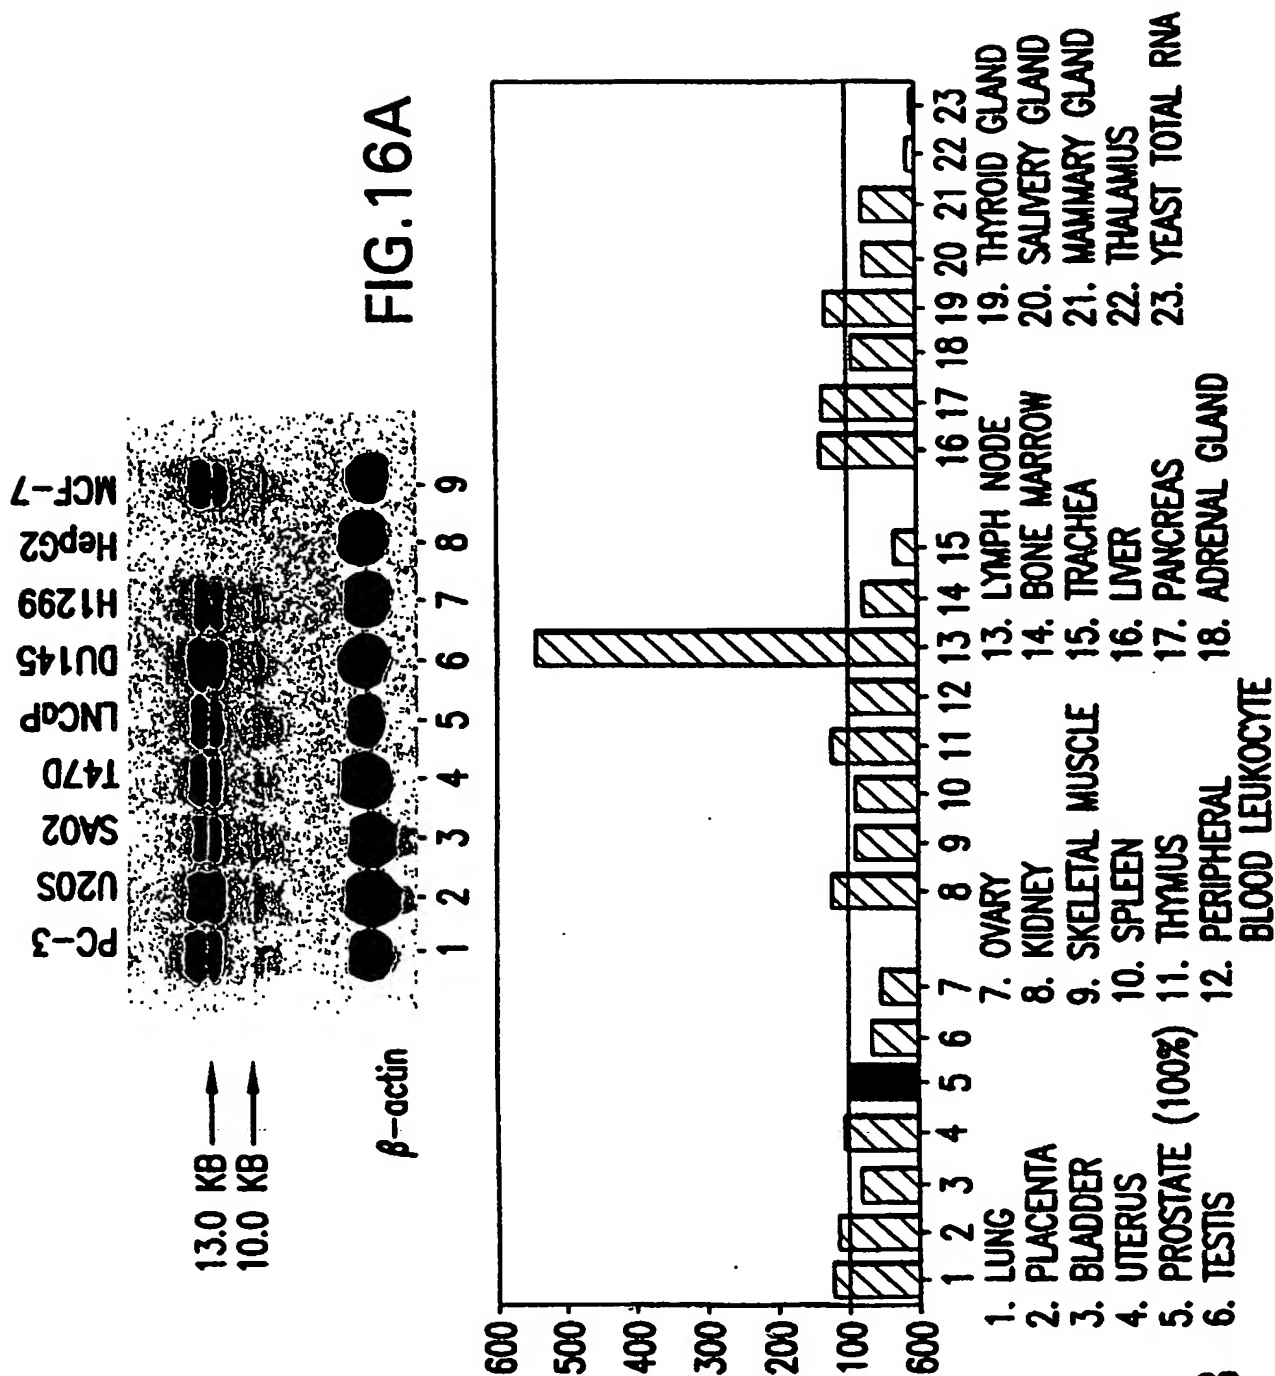 FIG.16A
PC-3 U20S SAO2 T47D LNCaP DU145 H1299 HepG2 MCF-7
13.0 KB
10.0 KB
β-actin
1 2 3 4 5 6 7 8 9
600
500
400
300
200
100
600
1 2 3 4 5 6 7 8 9 10 11 12 13 14 15 16 17 18 19 20 21 22 23
1. LUNG
2. PLACENTA
3. BLADDER
4. UTERUS
5. PROSTATE (100%)
6. TESTIS
7. OVARY
8. KIDNEY
9. SKELETAL MUSCLE
10. SPLEEN
11. THYMUS
12. PERIPHERAL
BLOOD LEUKOCYTE
13. LYMPH NODE
14. BONE MARROW
15. TRACHEA
16. LIVER
17. PANCREAS
18. ADRENAL GLAND
19. THYROID GLAND
20. SALIVERY GLAND
21. MAMMARY GLAND
22. THALAMUS
23. YEAST TOTAL RNA